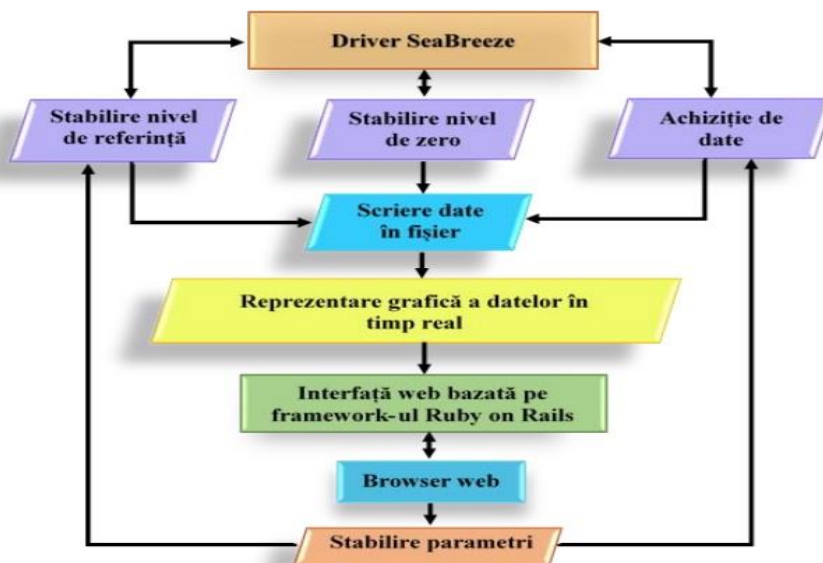 Driver SeaBreeze
Stabilire nivel
de referință
Stabilire nivel
de zero
Achiziție de
date
Scriere date
în fișier
Reprezentare grafică a datelor în
timp real
Interfață web bazată pe
framework-ul Ruby on Rails
Browser web
Stabilire parametri